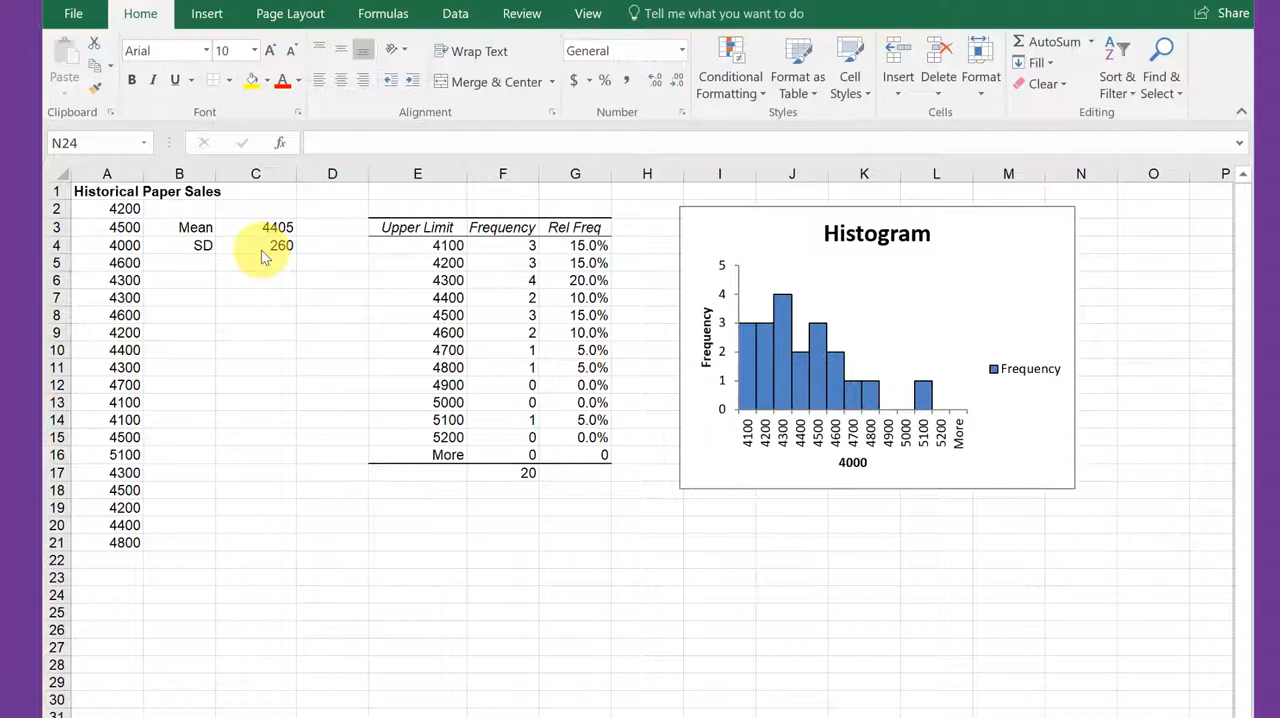 File Home Insert Page Layout Formulas Data Review View Tell me what you want to do Share
Paste
Arial 10
B I U A
Wrap Text
Merge & Center
General
$ % ,
Conditional Formatting
Format as Table
Cell Styles
Insert Delete Format
AutoSum
Fill
Clear
Sort & Filter
Find & Select
Clipboard Font Alignment Number Styles Cells Editing
N24 fx
A B C D E F G H I J K L M N O P
1 Historical Paper Sales
2 4200
3 4500 Mean 4405 Upper Limit Frequency Rel Freq
4 4000 SD 260 4100 3 15.0%
5 4600 4200 3 15.0%
6 4300 4300 4 20.0%
7 4300 4400 2 10.0%
8 4600 4500 3 15.0%
9 4200 4600 2 10.0%
10 4400 4700 1 5.0%
11 4300 4800 1 5.0%
12 4700 4900 0 0.0%
13 4100 5000 0 0.0%
14 4100 5100 1 5.0%
15 4500 5200 0 0.0%
16 5100 More 0 0
17 4300 20
18 4500
19 4200
20 4400
21 4800
22
23
24
25
26
27
28
29
30
Histogram
Frequency
5
4
3
2
1
0
4100 4200 4300 4400 4500 4600 4700 4800 4900 5000 5100 5200 More
4000
Frequency